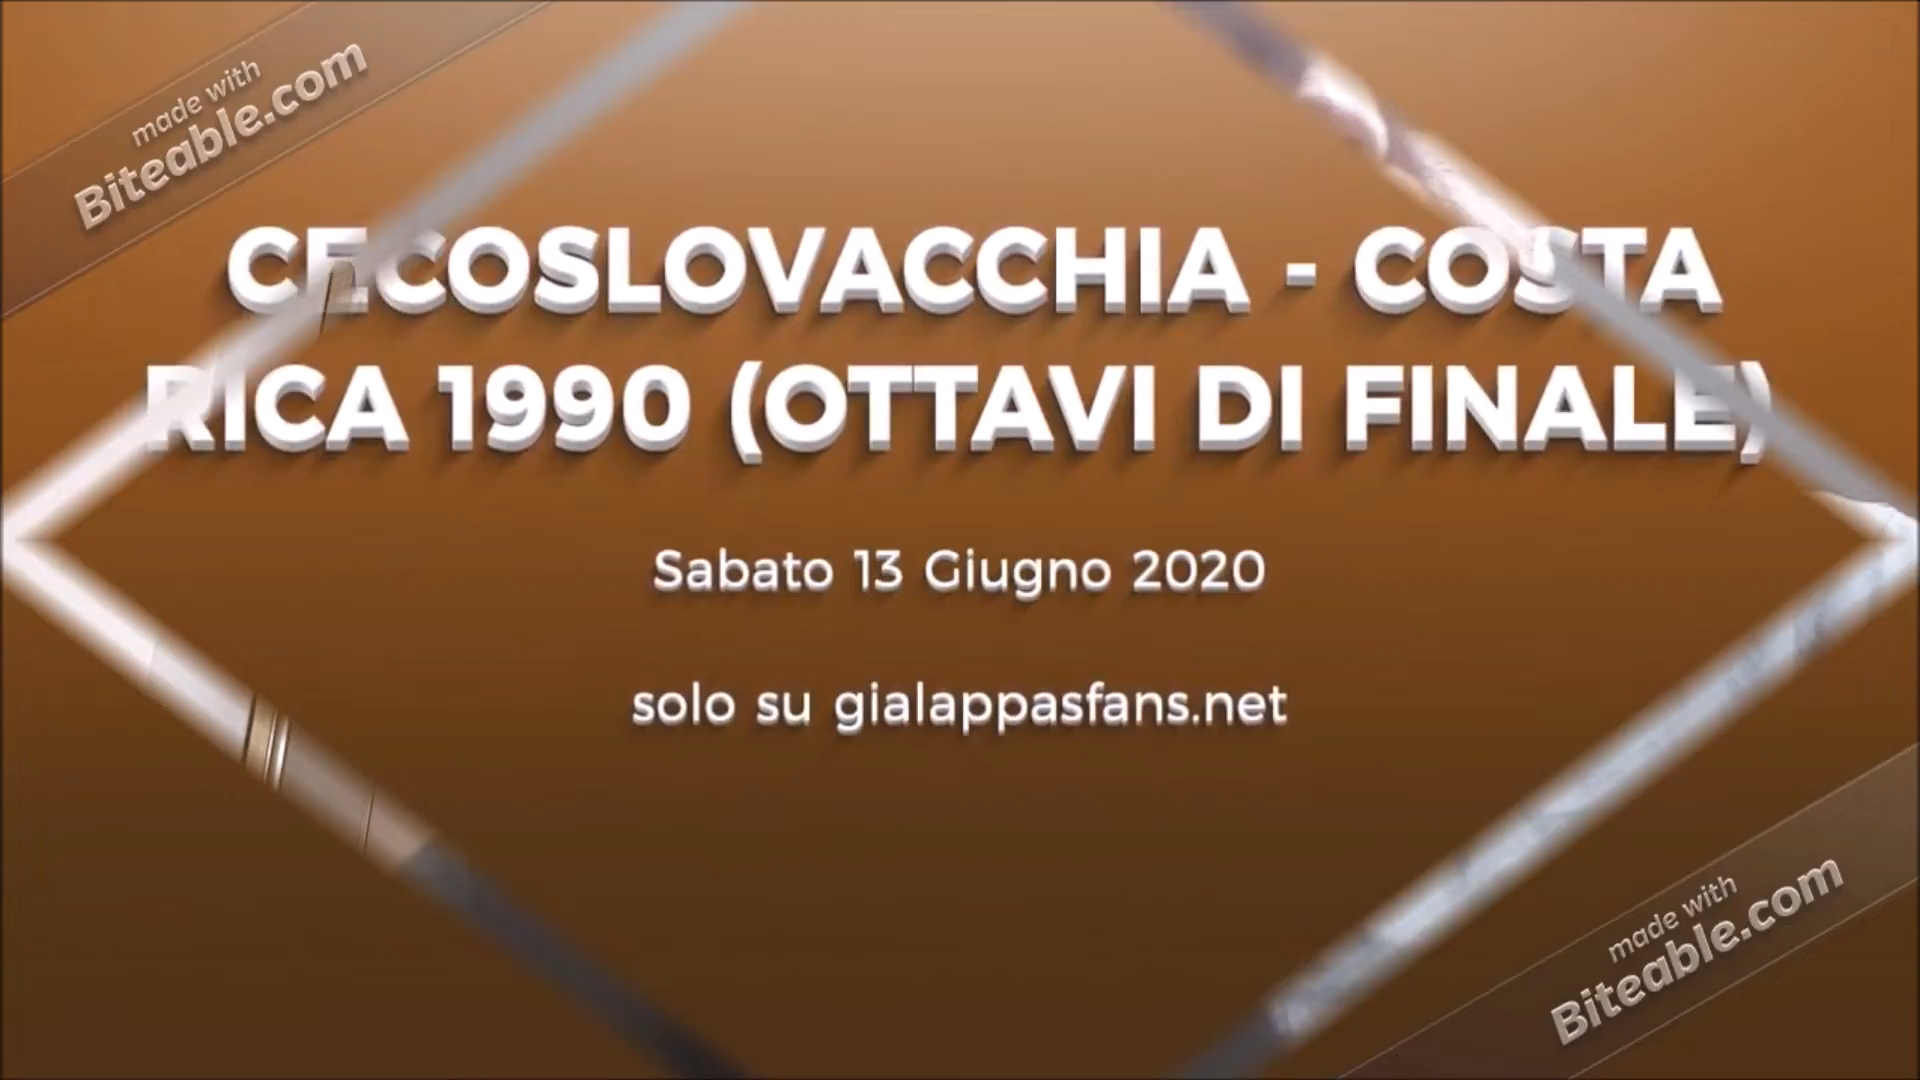 made with
Biteable.com
CECOSLOVACCHIA - COSTA
RICA 1990 (OTTAVI DI FINALE)
Sabato 13 Giugno 2020
solo su gialappasfans.net
made with
Biteable.com